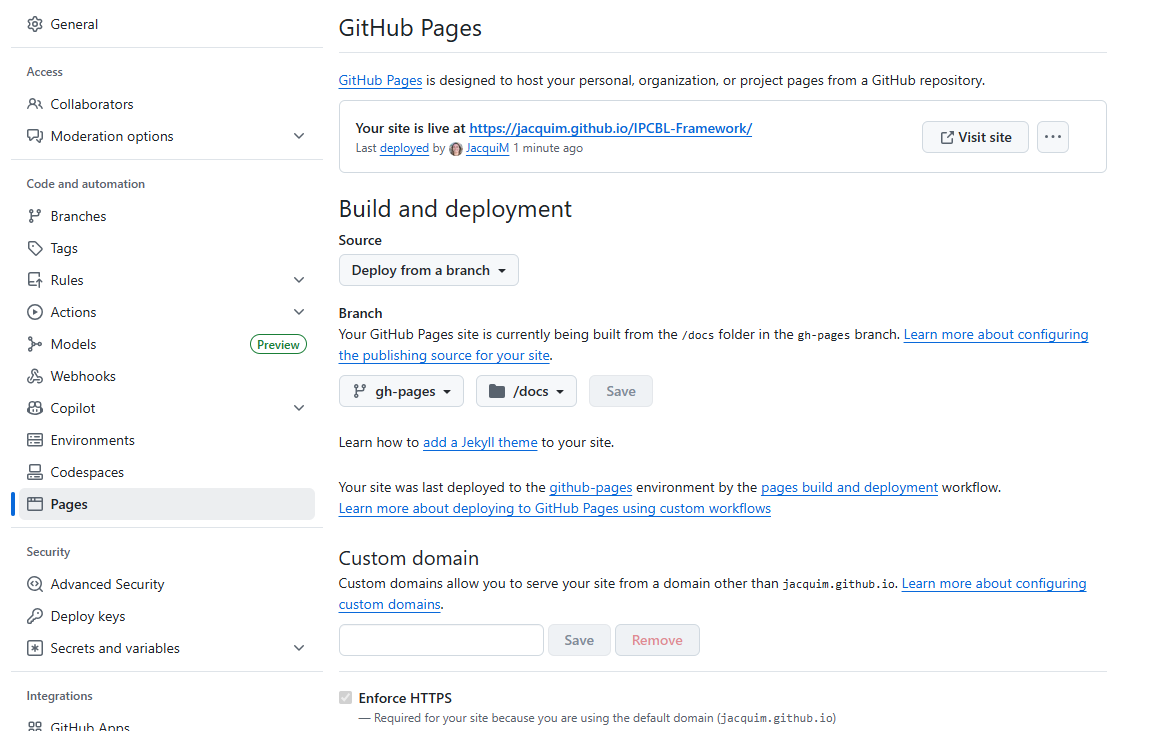 General
Access
Collaborators
Moderation options
Code and automation
Branches
Tags
Rules
Actions
Models Preview
Webhooks
Copilot
Environments
Codespaces
Pages
Security
Advanced Security
Deploy keys
Secrets and variables
Integrations
GitHub Apps
GitHub Pages
GitHub Pages is designed to host your personal, organization, or project pages from a GitHub repository.
Your site is live at https://jacquim.github.io/IPCBL-Framework/
Last deployed by JacquiM 1 minute ago
Visit site
Build and deployment
Source
Deploy from a branch
Branch
Your GitHub Pages site is currently being built from the /docs folder in the gh-pages branch. Learn more about configuring
the publishing source for your site.
gh-pages /docs Save
Learn how to add a Jekyll theme to your site.
Your site was last deployed to the github-pages environment by the pages build and deployment workflow.
Learn more about deploying to GitHub Pages using custom workflows
Custom domain
Custom domains allow you to serve your site from a domain other than jacquim.github.io. Learn more about configuring
custom domains.
Save Remove
Enforce HTTPS
— Required for your site because you are using the default domain (jacquim.github.io)